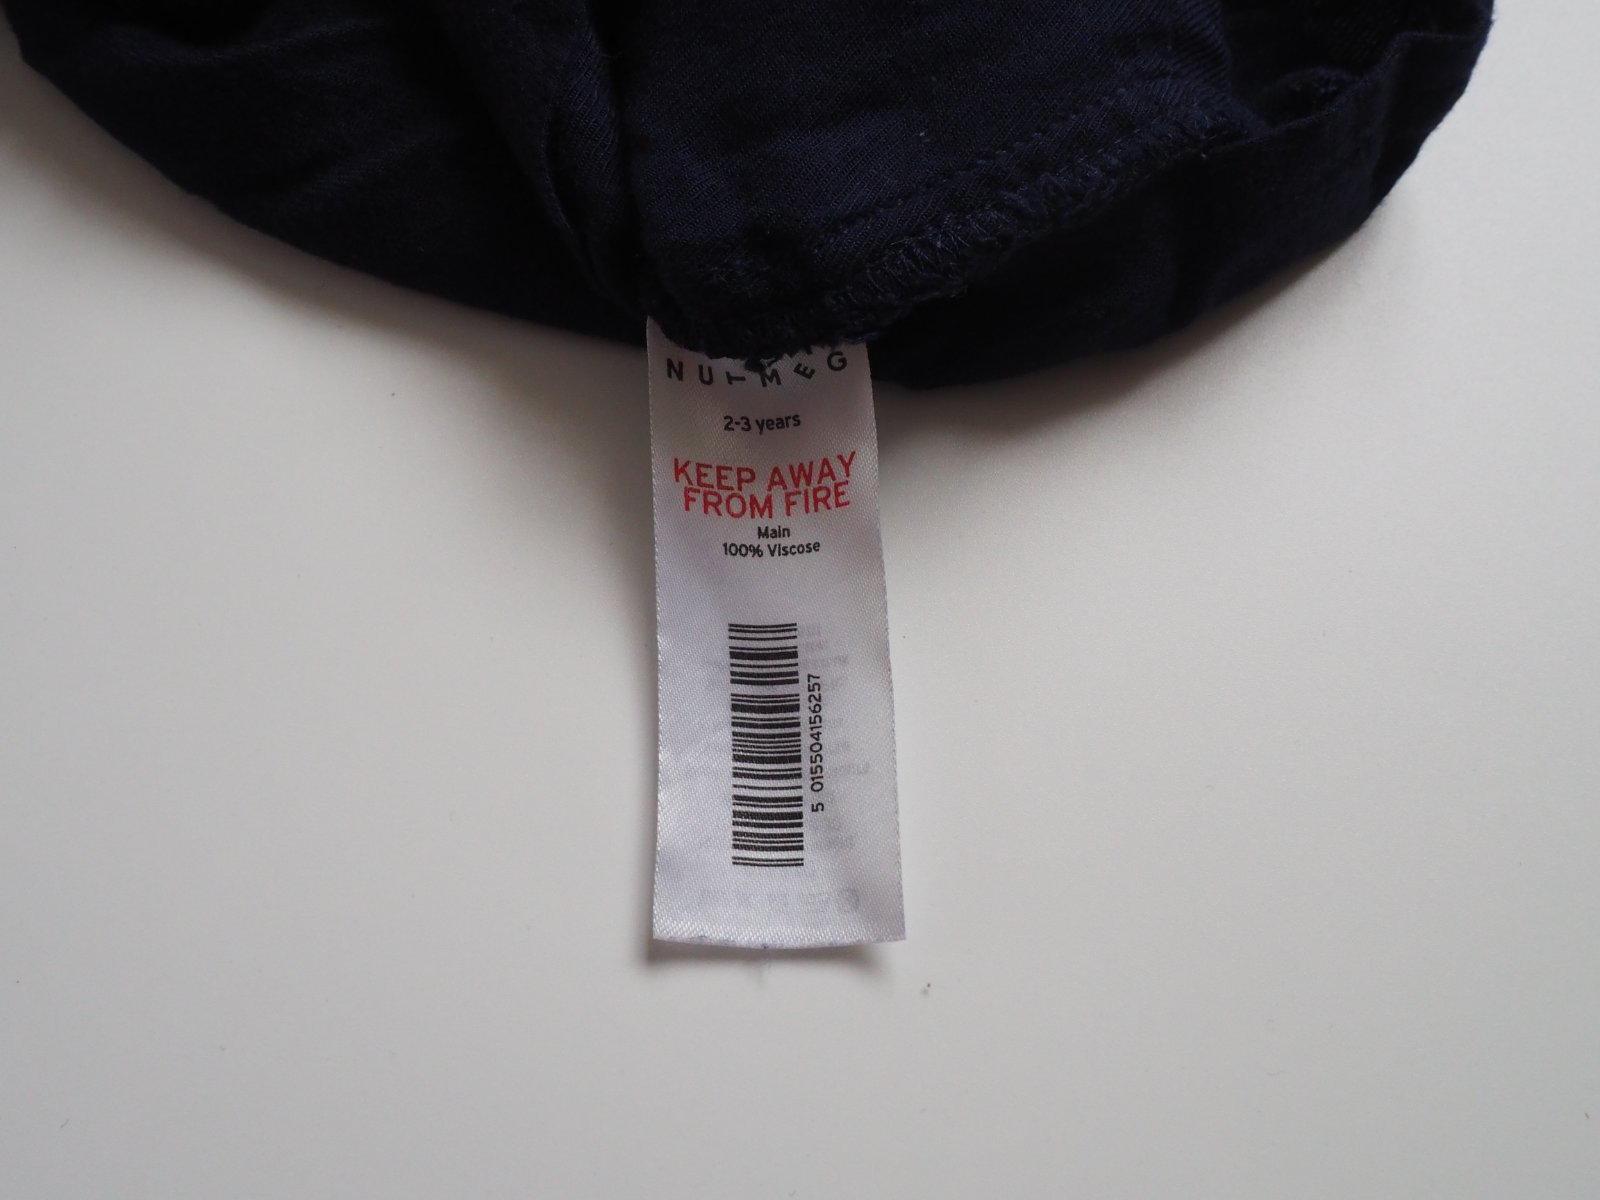 NUTMEG
2-3 years
KEEP AWAY
FROM FIRE
Main
100% Viscose
5 015504156257